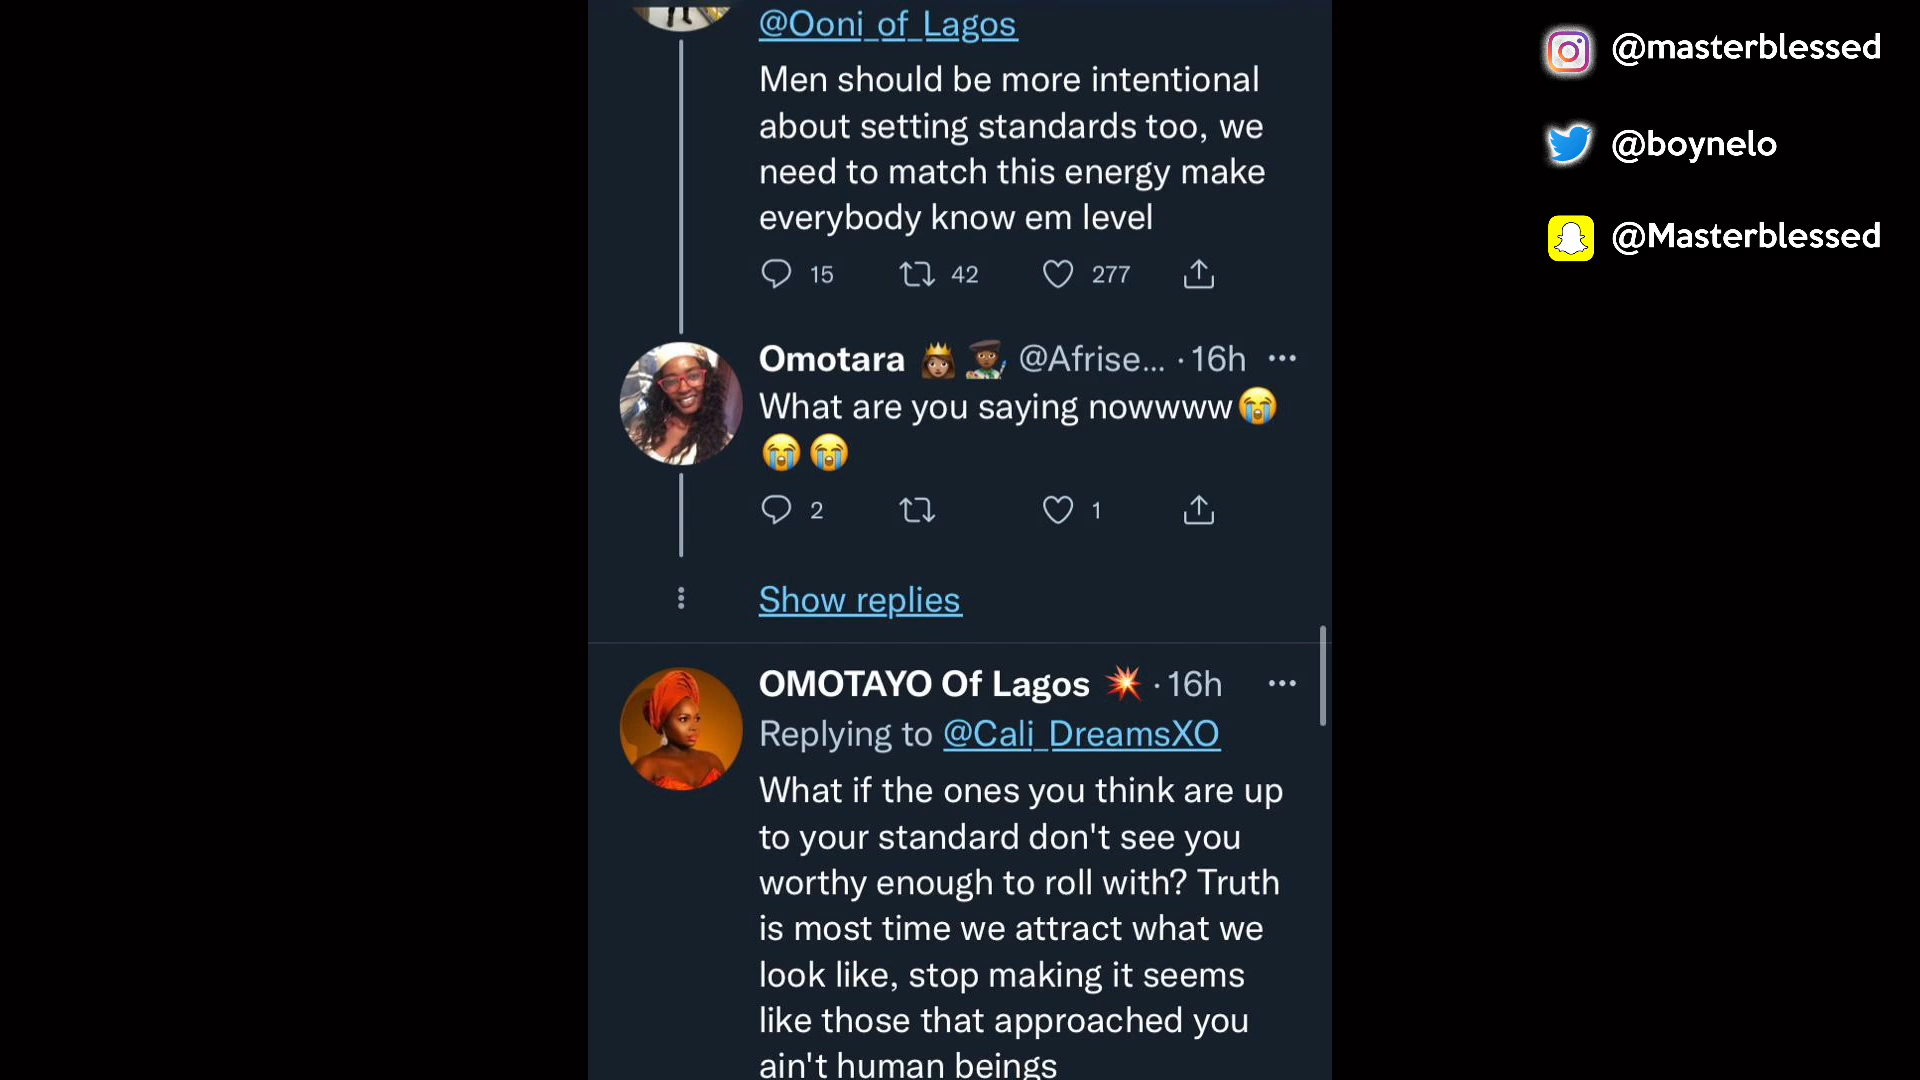 @Ooni_of_Lagos
Men should be more intentional
about setting standards too, we
need to match this energy make
everybody know em level
15 42 277
Omotara 👸🏽 👩🏾‍🎨 @Afrise... · 16h ...
What are you saying nowwww😭
😭😭
2 1
Show replies
OMOTAYO Of Lagos 💥 · 16h ...
Replying to @Cali_DreamsXO
What if the ones you think are up
to your standard don't see you
worthy enough to roll with? Truth
is most time we attract what we
look like, stop making it seems
like those that approached you
ain't human beings
@masterblessed
@boynelo
@Masterblessed